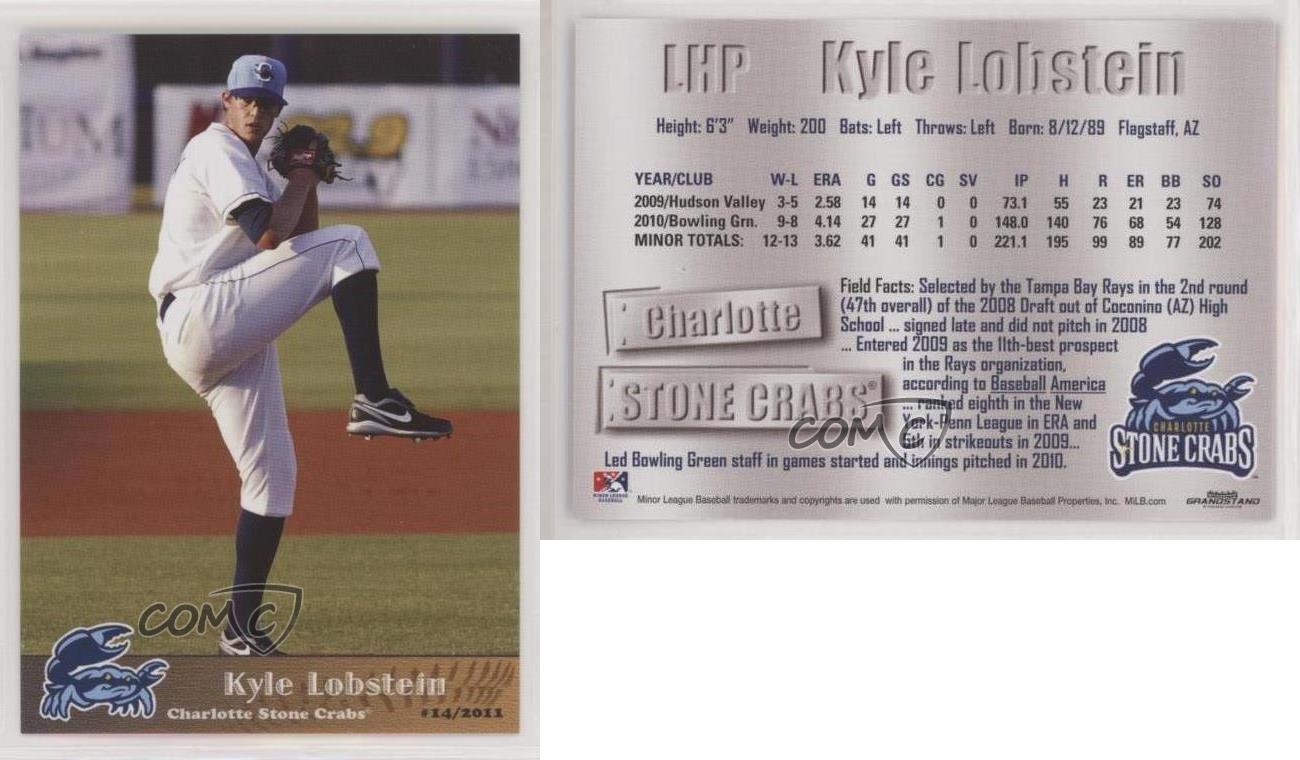 COMC
Kyle Lobstein
Charlotte Stone Crabs®
#14/2011
LHP Kyle Lobstein
Height: 6'3" Weight: 200 Bats: Left Throws: Left Born: 8/12/89 Flagstaff, AZ
YEAR/CLUB W-L ERA G GS CG SV IP H R ER BB SO
2009/Hudson Valley 3-5 2.58 14 14 0 0 73.1 55 23 21 23 74
2010/Bowling Grn. 9-8 4.14 27 27 1 0 148.0 140 76 68 54 128
MINOR TOTALS: 12-13 3.62 41 41 1 0 221.1 195 99 89 77 202
Field Facts: Selected by the Tampa Bay Rays in the 2nd round
(47th overall) of the 2008 Draft out of Coconino (AZ) High
School ... signed late and did not pitch in 2008
... Entered 2009 as the 11th-best prospect
in the Rays organization,
according to Baseball America
... ranked eighth in the New
York-Penn League in ERA and
6th in strikeouts in 2009...
Led Bowling Green staff in games started and innings pitched in 2010.
Charlotte
STONE CRABS®
COMC
CHARLOTTE
STONE CRABS
MINOR LEAGUE
BASEBALL
Minor League Baseball trademarks and copyrights are used with permission of Major League Baseball Properties, Inc. MiLB.com
GRANDSTAND